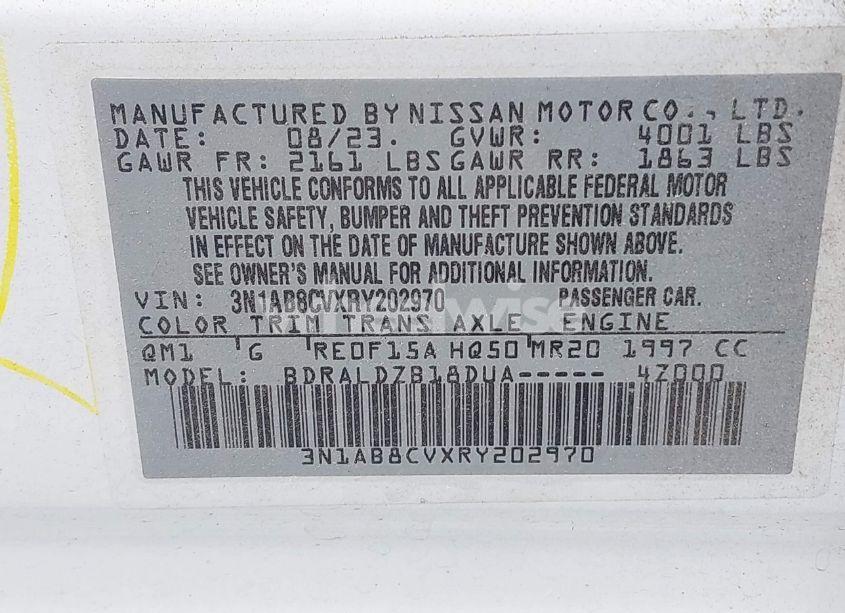 MANUFACTURED BY NISSAN MOTOR CO., LTD.
DATE: 08/23. GVWR: 4001 LBS
GAWR FR: 2161 LBS GAWR RR: 1863 LBS
THIS VEHICLE CONFORMS TO ALL APPLICABLE FEDERAL MOTOR
VEHICLE SAFETY, BUMPER AND THEFT PREVENTION STANDARDS
IN EFFECT ON THE DATE OF MANUFACTURE SHOWN ABOVE.
SEE OWNER'S MANUAL FOR ADDITIONAL INFORMATION.
VIN: 3N1AB8CVXRY202970 PASSENGER CAR.
COLOR TRIM TRANS AXLE ENGINE
QM1 'G RE0F15A HQ50 MR20 1997 CC
MODEL: BDRALDZB18DUA----- 4Z000
3N1AB8CVXRY202970